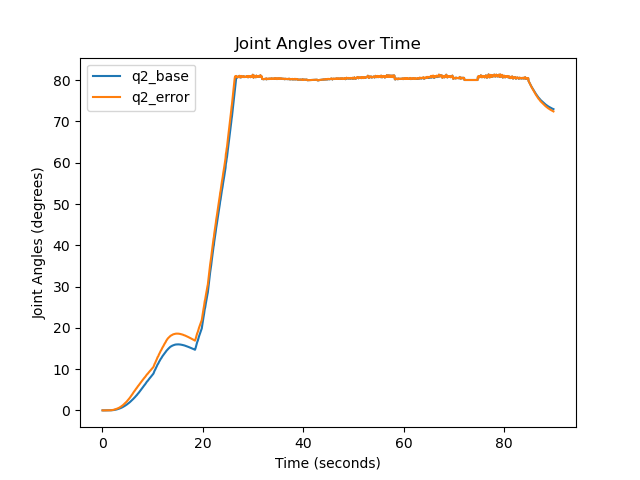 Joint Angles over Time
q2_base
q2_error
Joint Angles (degrees)
80
70
60
50
40
30
20
10
0
0 20 40 60 80
Time (seconds)